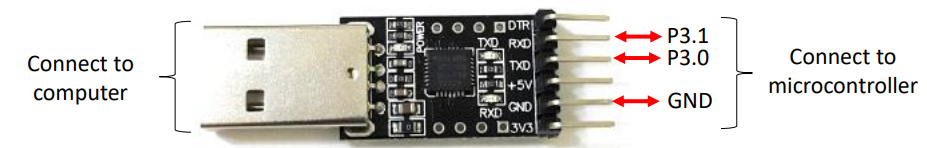 Connect to
computer
POWER
TXD
RXD
DTR
RXD
TXD
+5V
GND
3V3
P3.1
P3.0
GND
Connect to
microcontroller